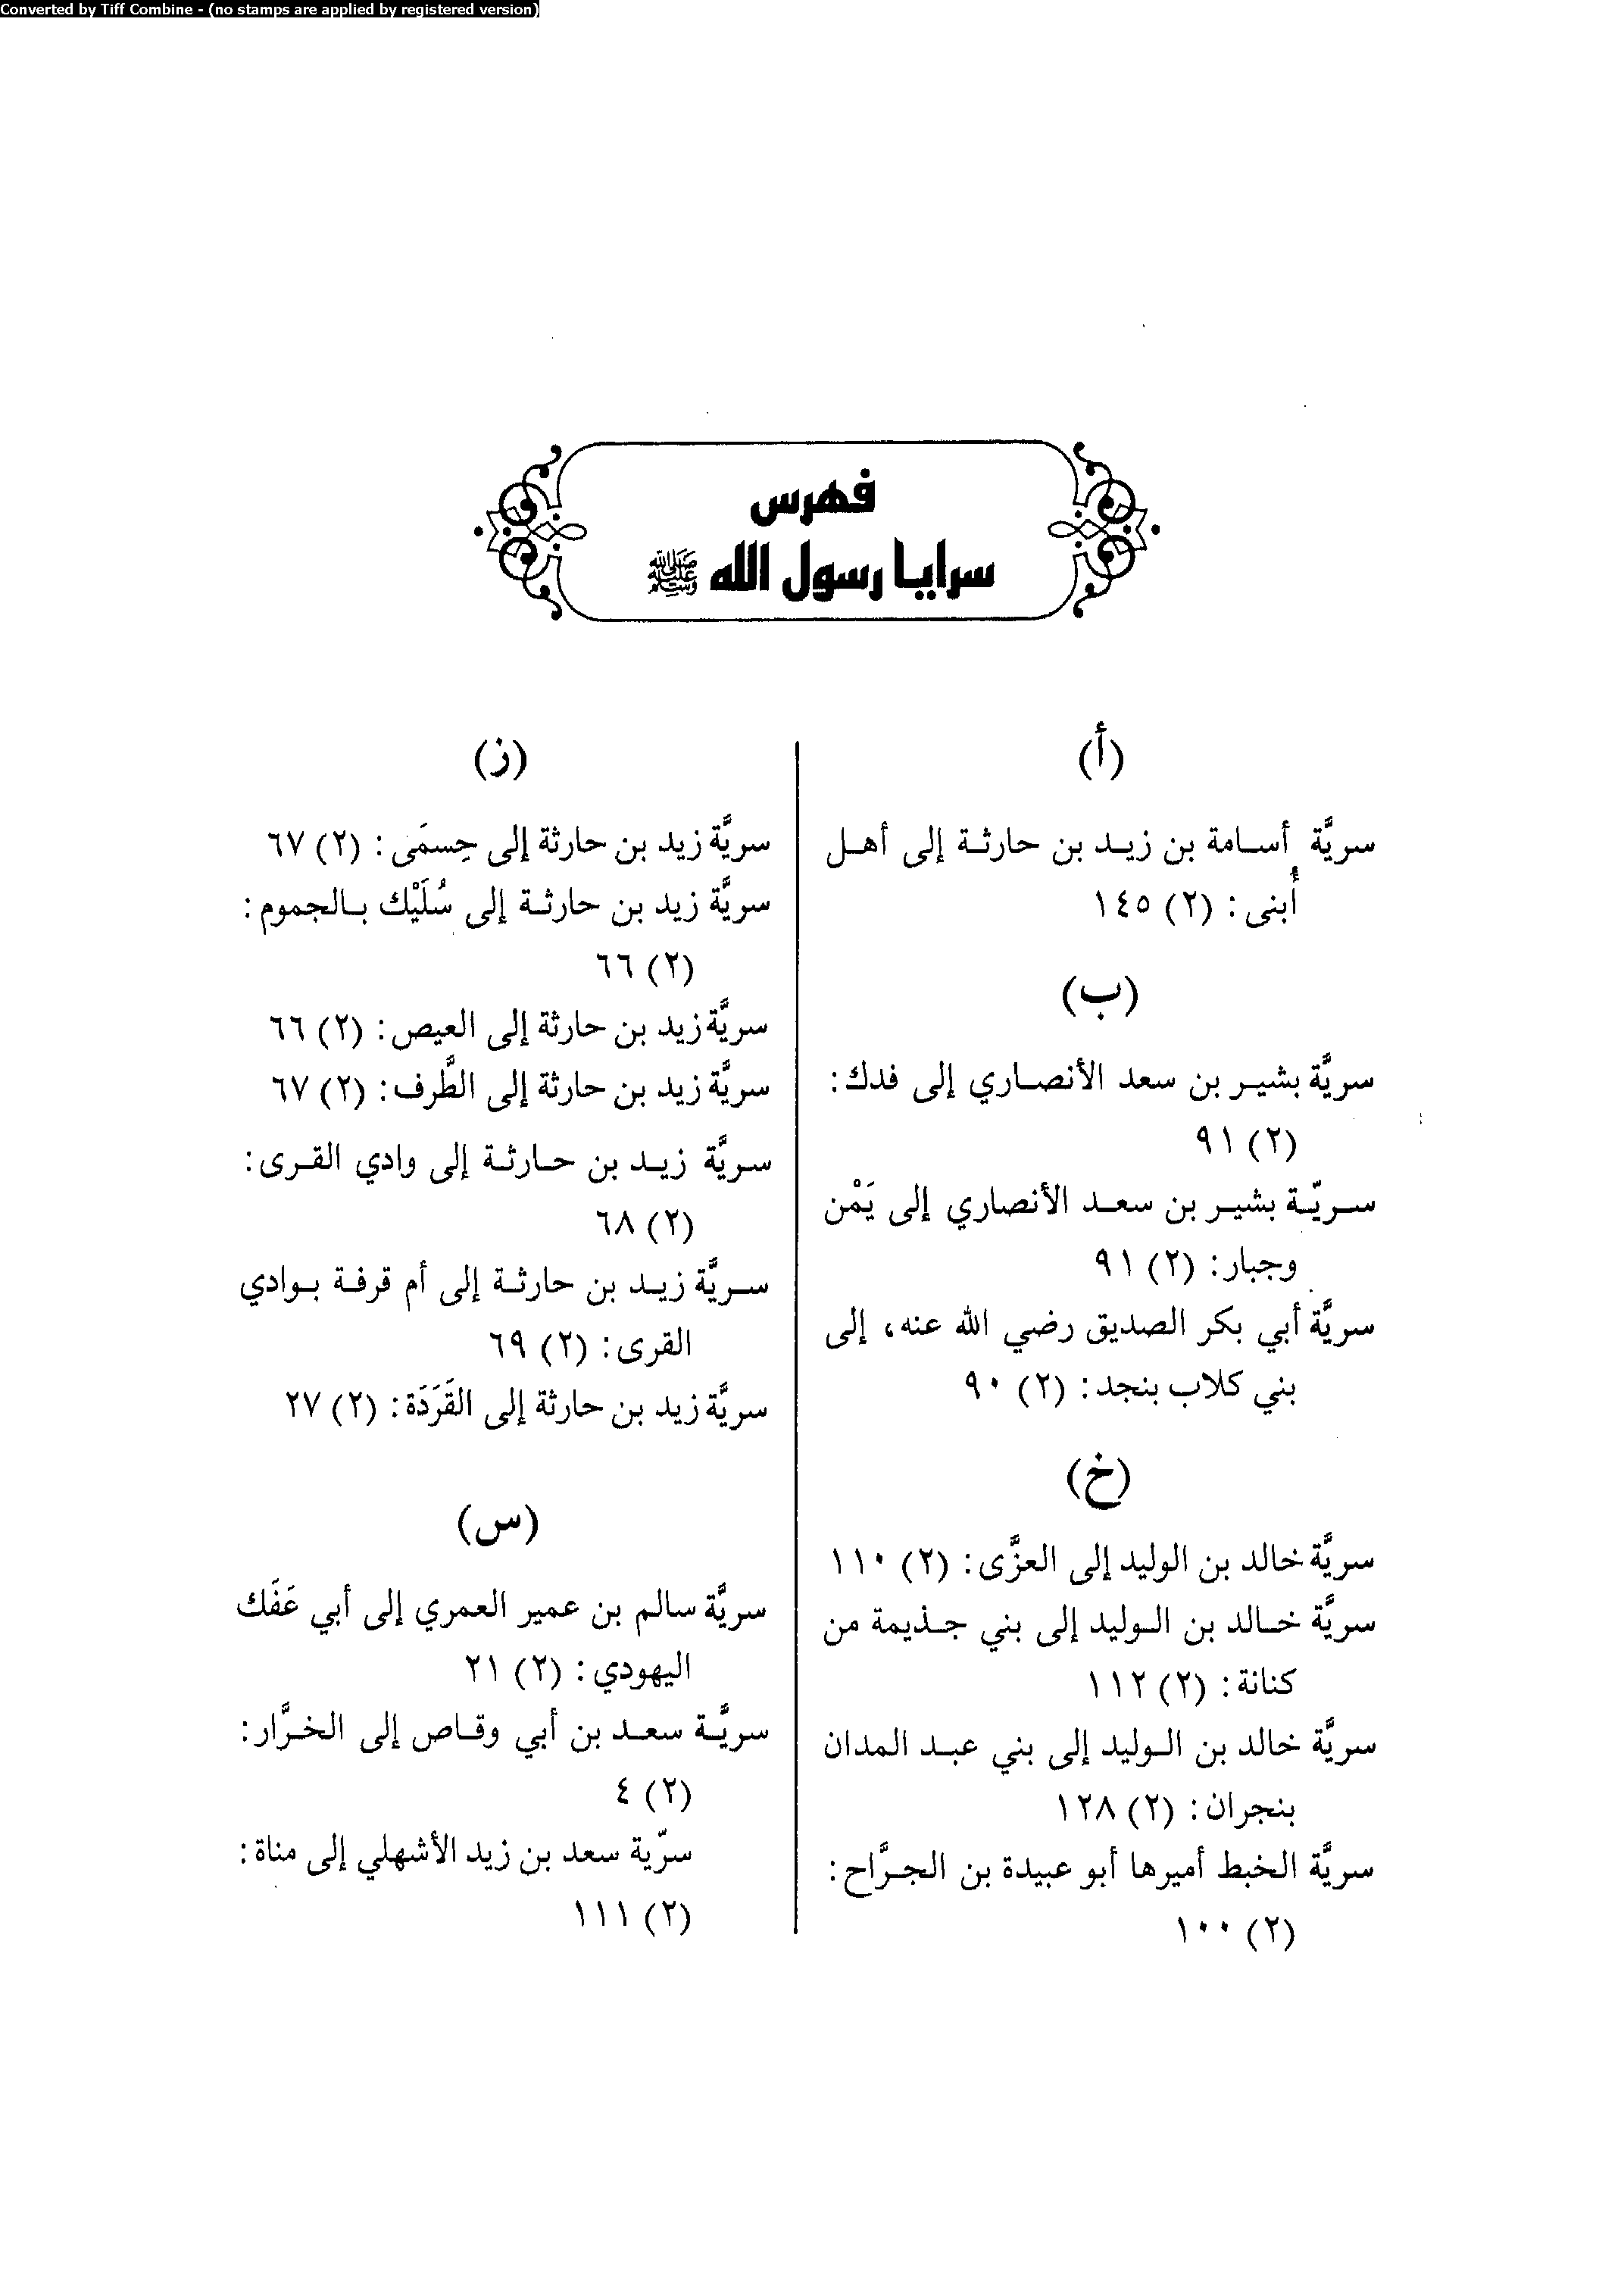 Converted by Tiff Combine - (no stamps are applied by registered version)
فهرس
سرايا رسول الله ﷺ
(أ)
سريَّة أسامة بن زيد بن حارثة إلى أهل
أُبنى: (٢) ١٤٥
(ب)
سريَّة بشير بن سعد الأنصاري إلى فدك:
(٢) ٩١
سريّة بشير بن سعد الأنصاري إلى يَمْن
وجبار: (٢) ٩١
سريَّة أبي بكر الصديق رضي الله عنه، إلى
بني كلاب بنجد: (٢) ٩٠
(خ)
سريَّة خالد بن الوليد إلى العزَّى: (٢) ١١٠
سريَّة خالد بن الوليد إلى بني جذيمة من
كنانة: (٢) ١١٢
سريَّة خالد بن الوليد إلى بني عبد المدان
بنجران: (٢) ١٢٨
سريَّة الخبط أميرها أبو عبيدة بن الجرَّاح:
(٢) ١٠٠
(ز)
سريَّة زيد بن حارثة إلى حِسمَى: (٢) ٦٧
سريَّة زيد بن حارثة إلى سُلَيْك بالجموم:
(٢) ٦٦
سريَّة زيد بن حارثة إلى العيص: (٢) ٦٦
سريَّة زيد بن حارثة إلى الطَّرف: (٢) ٦٧
سريَّة زيد بن حارثة إلى وادي القرى:
(٢) ٦٨
سريَّة زيد بن حارثة إلى أم قرفة بوادي
القرى: (٢) ٦٩
سريَّة زيد بن حارثة إلى القَرَدَة: (٢) ٢٧
(س)
سريَّة سالم بن عمير العمري إلى أبي عَفَك
اليهودي: (٢) ٢١
سريَّة سعد بن أبي وقاص إلى الخرَّار:
(٢) ٤
سرّية سعد بن زيد الأشهلي إلى مناة:
(٢) ١١١